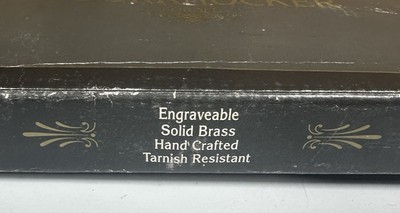 Engraveable
Solid Brass
Hand Crafted
Tarnish Resistant